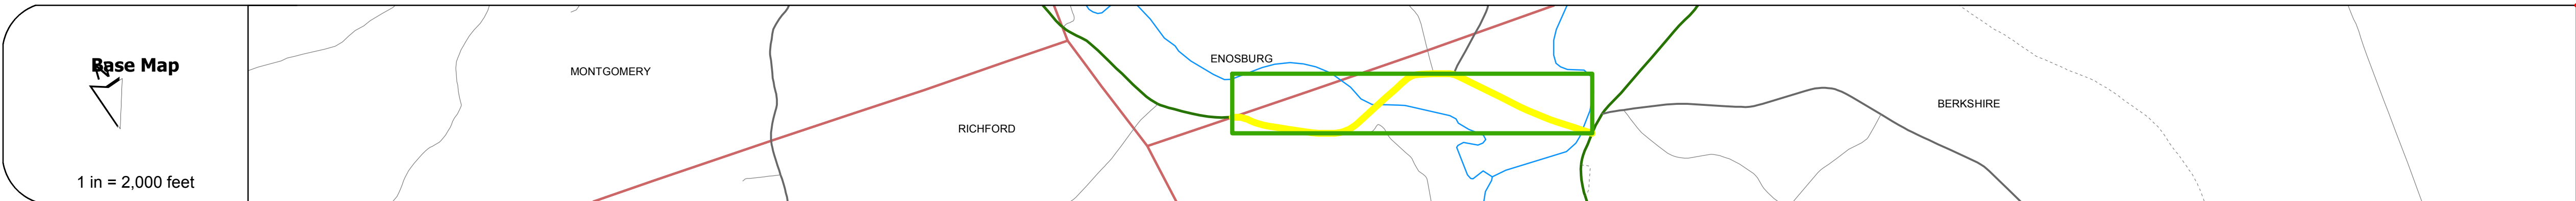 Base Map
N
1 in = 2,000 feet
MONTGOMERY
RICHFORD
ENOSBURG
BERKSHIRE